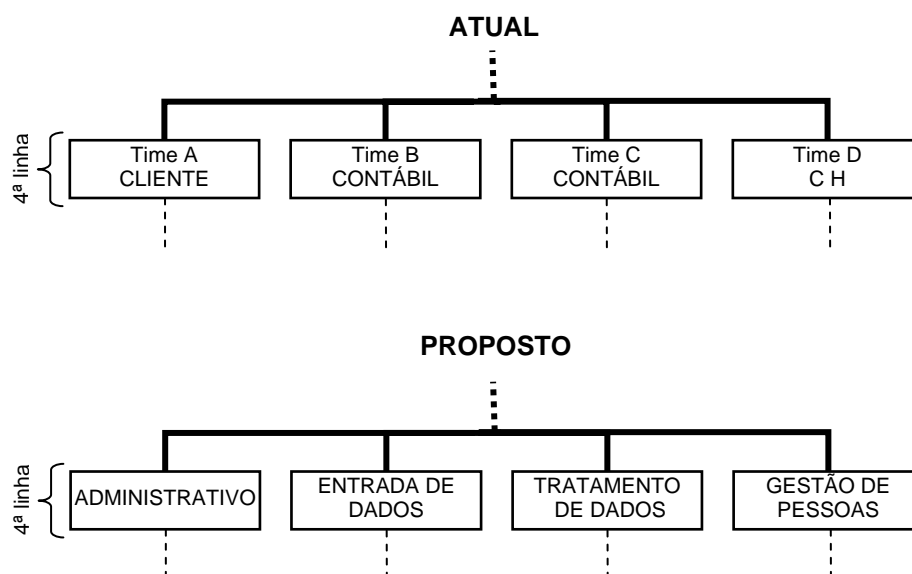 ATUAL
4ª linha
Time A
CLIENTE
Time B
CONTÁBIL
Time C
CONTÁBIL
Time D
C H
PROPOSTO
4ª linha
ADMINISTRATIVO
ENTRADA DE
DADOS
TRATAMENTO
DE DADOS
GESTÃO DE
PESSOAS